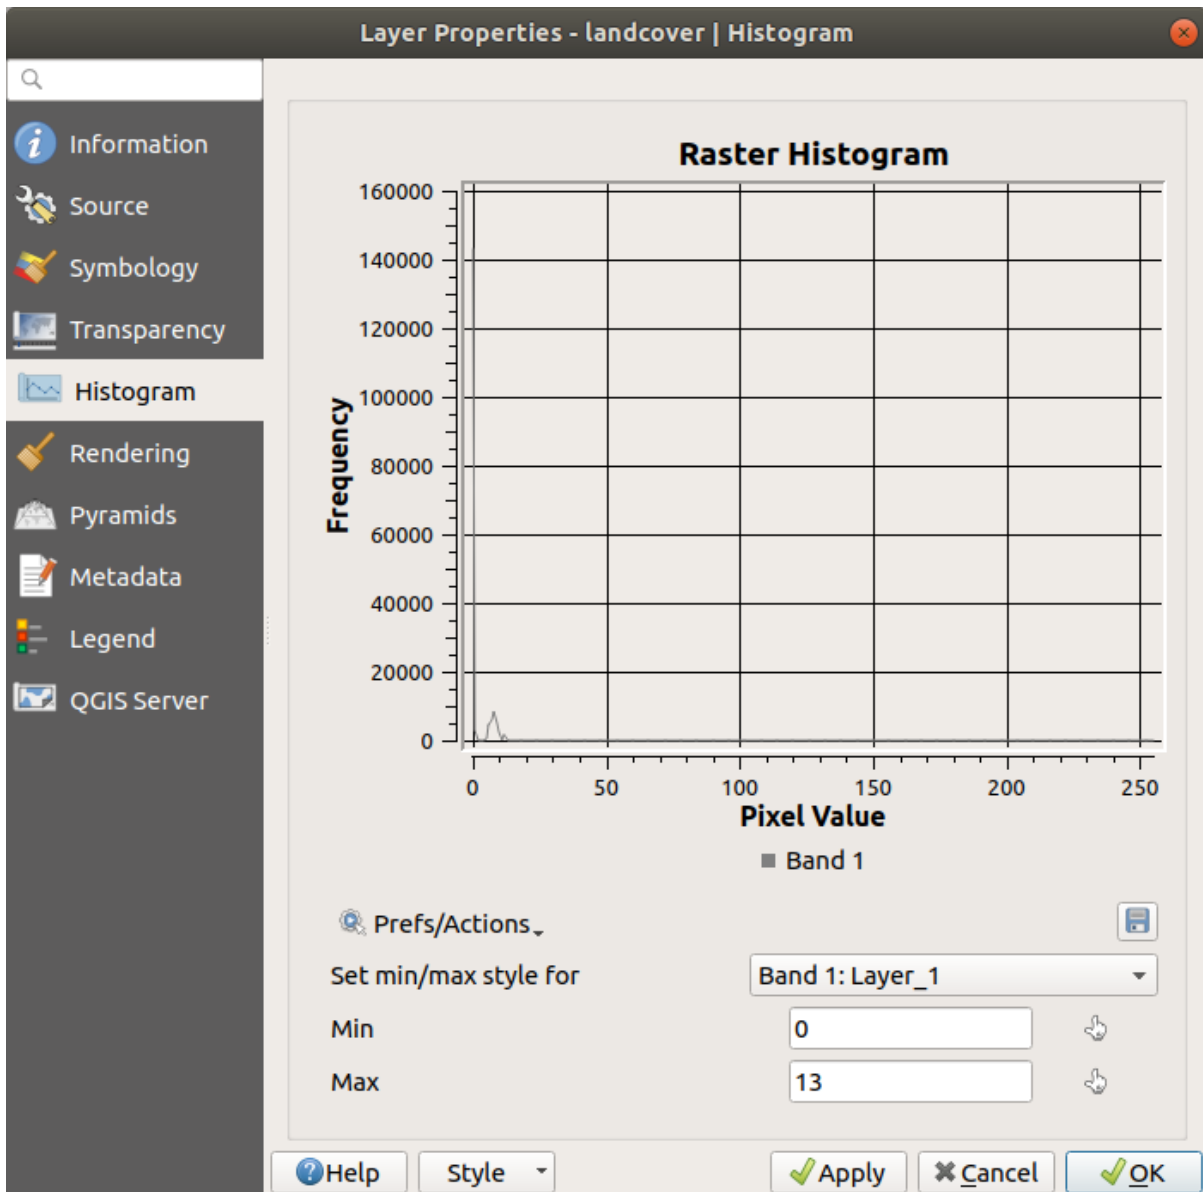 Layer Properties - landcover | Histogram
Information
Source
Symbology
Transparency
Histogram
Rendering
Pyramids
Metadata
Legend
QGIS Server
Raster Histogram
160000
140000
120000
100000
80000
60000
40000
20000
0
Frequency
0 50 100 150 200 250
Pixel Value
Band 1
Prefs/Actions
Set min/max style for Band 1: Layer_1
Min 0
Max 13
Help Style Apply Cancel OK